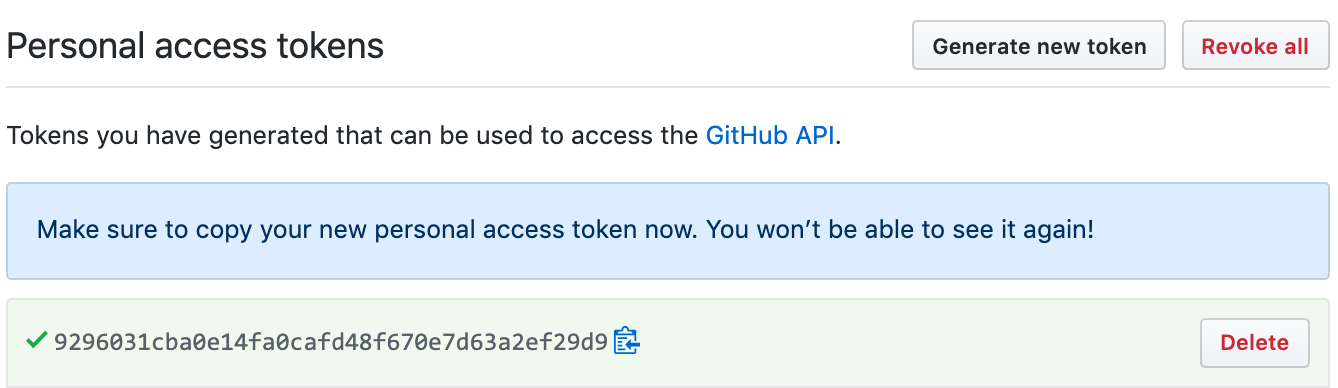 Personal access tokens
Generate new token
Revoke all
Tokens you have generated that can be used to access the GitHub API.
Make sure to copy your new personal access token now. You won’t be able to see it again!
9296031cba0e14fa0cafd48f670e7d63a2ef29d9
Delete